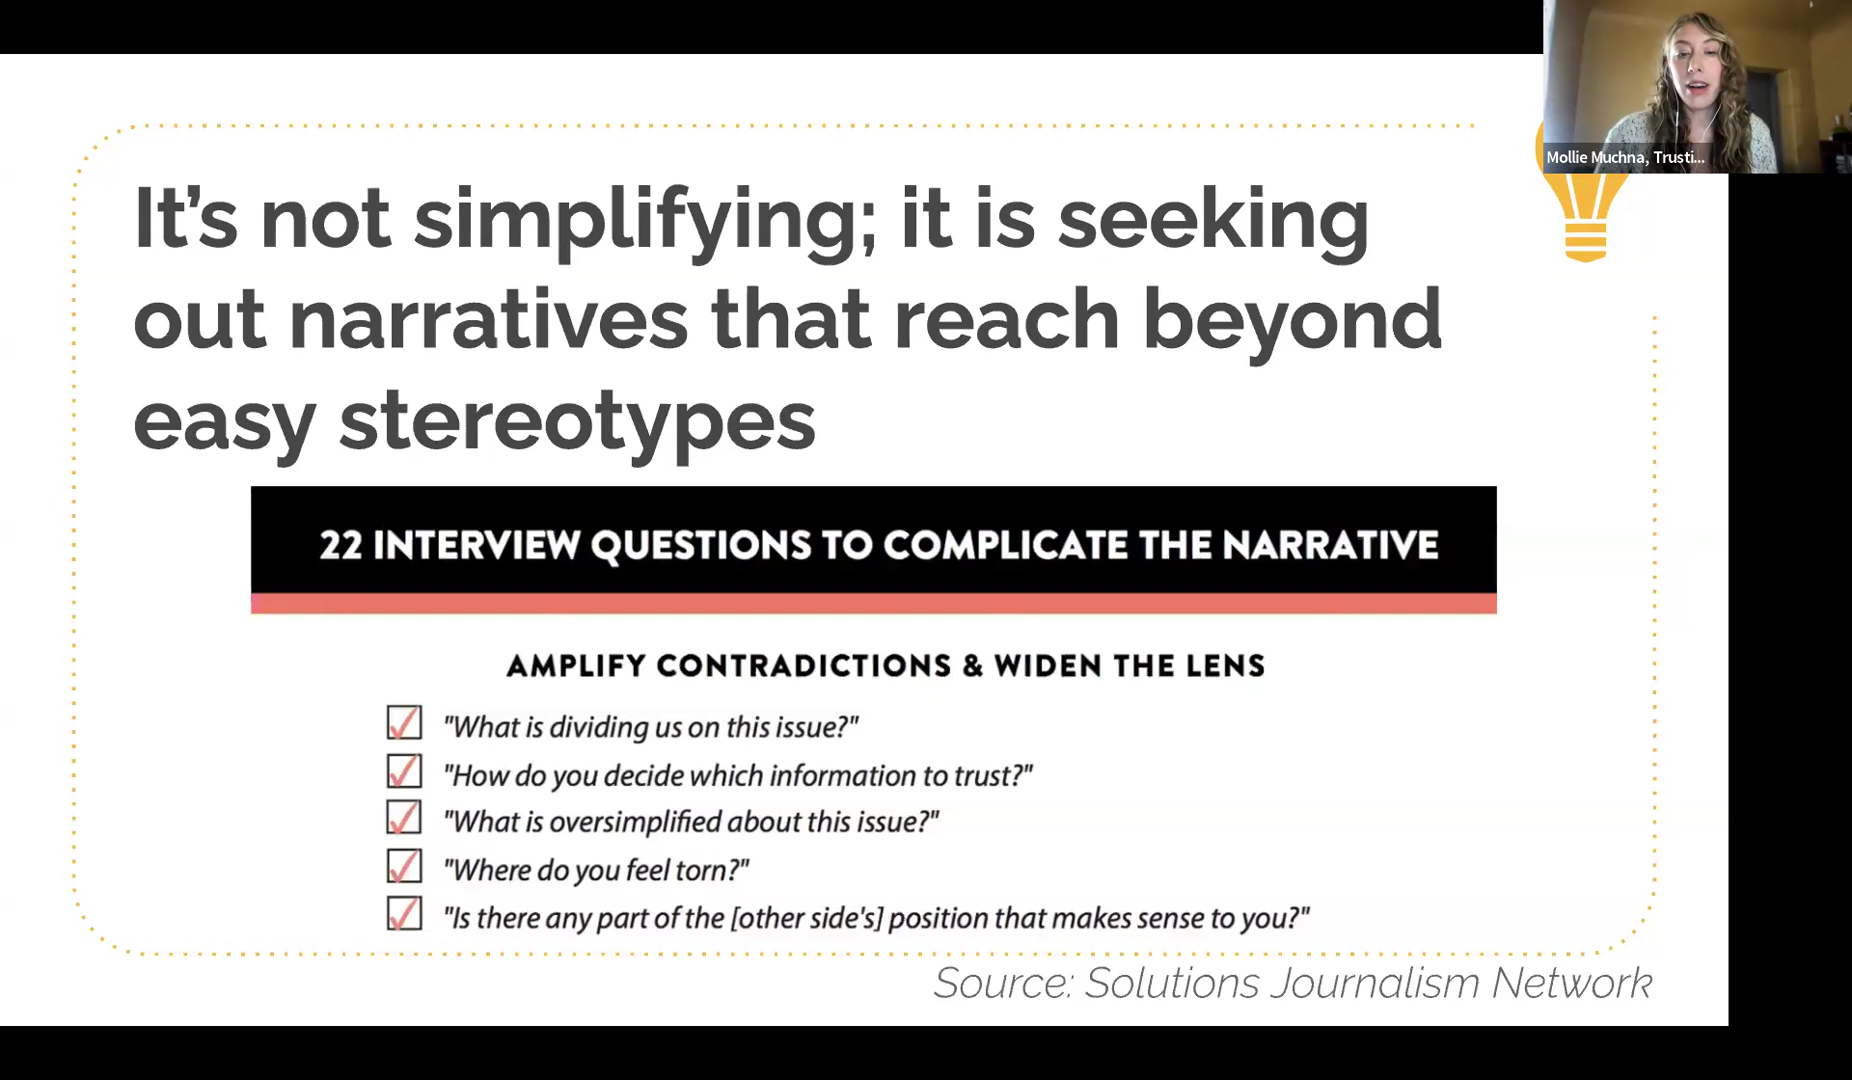 Mollie Muchna, Trusti...
It's not simplifying; it is seeking
out narratives that reach beyond
easy stereotypes
22 INTERVIEW QUESTIONS TO COMPLICATE THE NARRATIVE
AMPLIFY CONTRADICTIONS & WIDEN THE LENS
"What is dividing us on this issue?"
"How do you decide which information to trust?"
"What is oversimplified about this issue?"
"Where do you feel torn?"
"Is there any part of the [other side's] position that makes sense to you?"
Source: Solutions Journalism Network